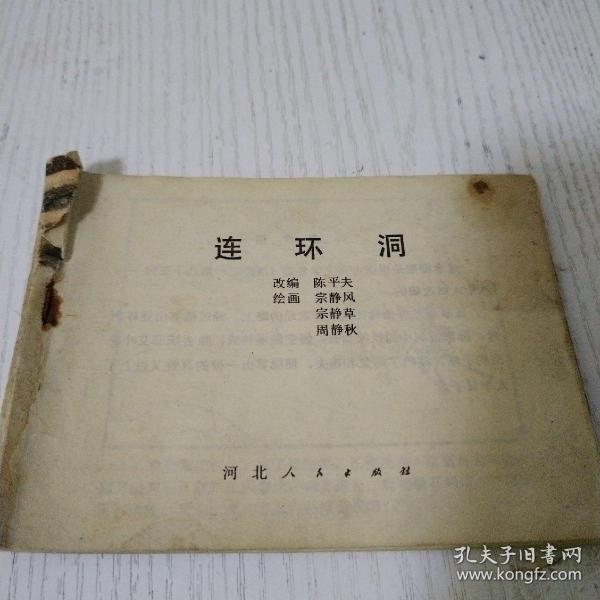 连环洞
改编 陈平夫
绘画 宗静风
宗静草
周静秋
河北人民出版社
孔夫子旧书网
www.kongfz.com